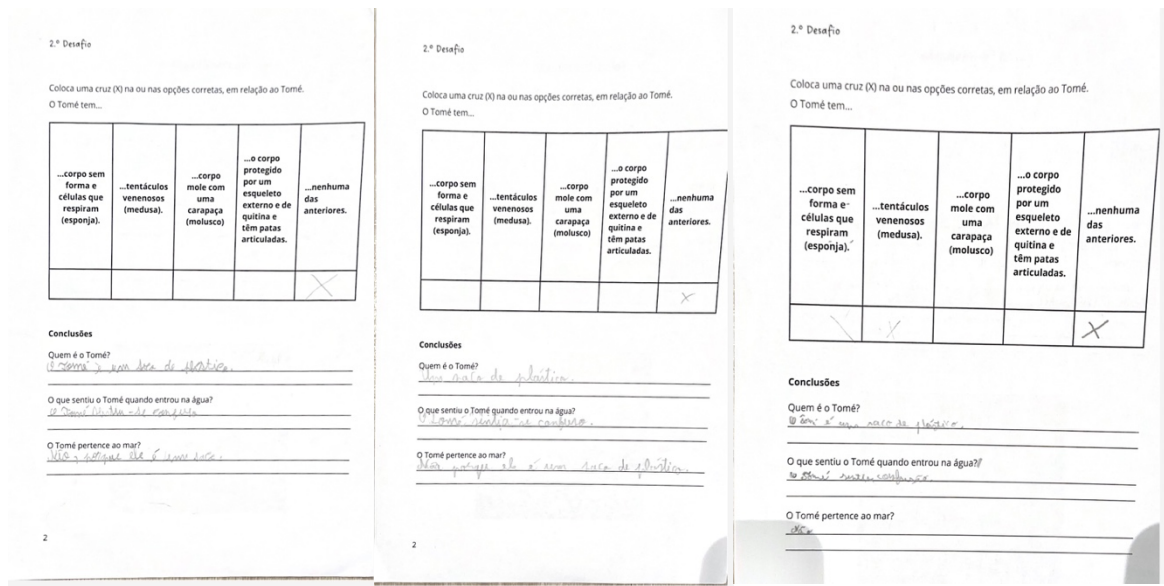 2.º Desafio
Coloca uma cruz (X) na ou nas opções corretas, em relação ao Tomé.
O Tomé tem...
...corpo sem
forma e
células que
respiram
(esponja).
...tentáculos
venenosos
(medusa).
...corpo
mole com
uma
carapaça
(molusco)
...o corpo
protegido
por um
esqueleto
externo e de
quitina e
têm patas
articuladas.
...nenhuma
das
anteriores.
X
Conclusões
Quem é o Tomé?
O Tomé é um saco de plástico.
O que sentiu o Tomé quando entrou na água?
O Tomé sentiu-se confuso
O Tomé pertence ao mar?
Não, porque ele é um saco.
2
2.º Desafio
Coloca uma cruz (X) na ou nas opções corretas, em relação ao Tomé.
O Tomé tem...
...corpo sem
forma e
células que
respiram
(esponja).
...tentáculos
venenosos
(medusa).
...corpo
mole com
uma
carapaça
(molusco)
...o corpo
protegido
por um
esqueleto
externo e de
quitina e
têm patas
articuladas.
...nenhuma
das
anteriores.
X
Conclusões
Quem é o Tomé?
Um saco de plástico.
O que sentiu o Tomé quando entrou na água?
O Tomé sentia-se confuso.
O Tomé pertence ao mar?
Não porque ele é um saco de plástico.
2
2.º Desafio
Coloca uma cruz (X) na ou nas opções corretas, em relação ao Tomé.
O Tomé tem...
...corpo sem
forma e
células que
respiram
(esponja).
...tentáculos
venenosos
(medusa).
...corpo
mole com
uma
carapaça
(molusco)
...o corpo
protegido
por um
esqueleto
externo e de
quitina e
têm patas
articuladas.
...nenhuma
das
anteriores.
X
X
Conclusões
Quem é o Tomé?
é um saco de plástico.
O que sentiu o Tomé quando entrou na água?
O Tomé
O Tomé pertence ao mar?
Não